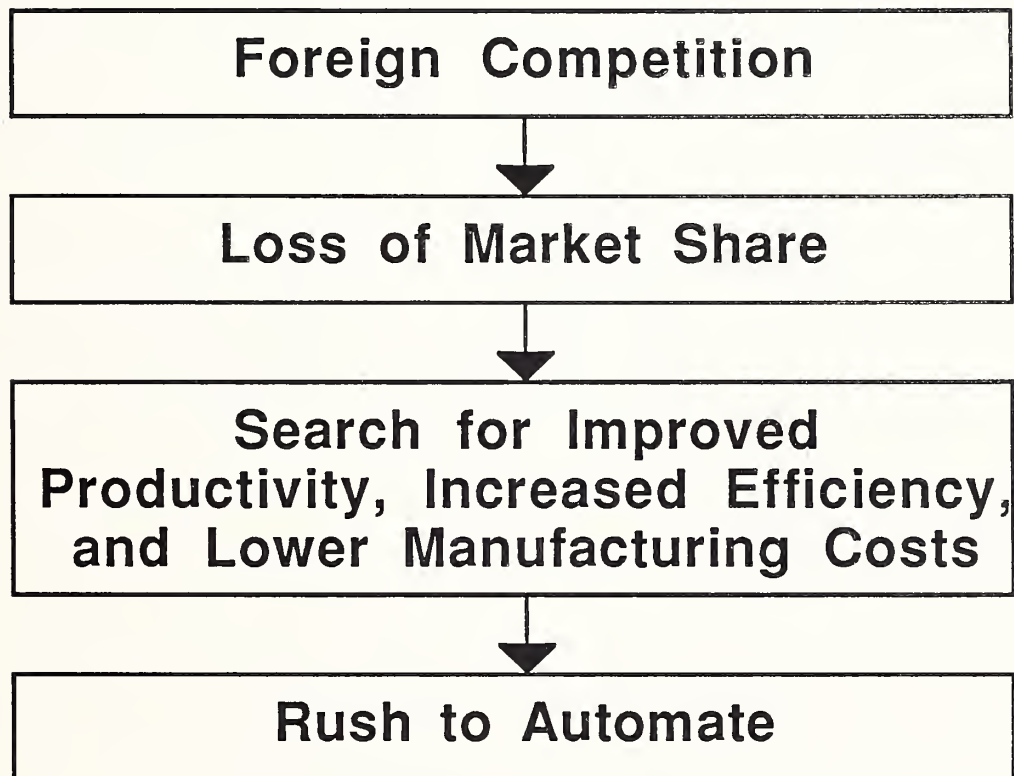 Foreign Competition
Loss of Market Share
Search for Improved
Productivity, Increased Efficiency,
and Lower Manufacturing Costs
Rush to Automate